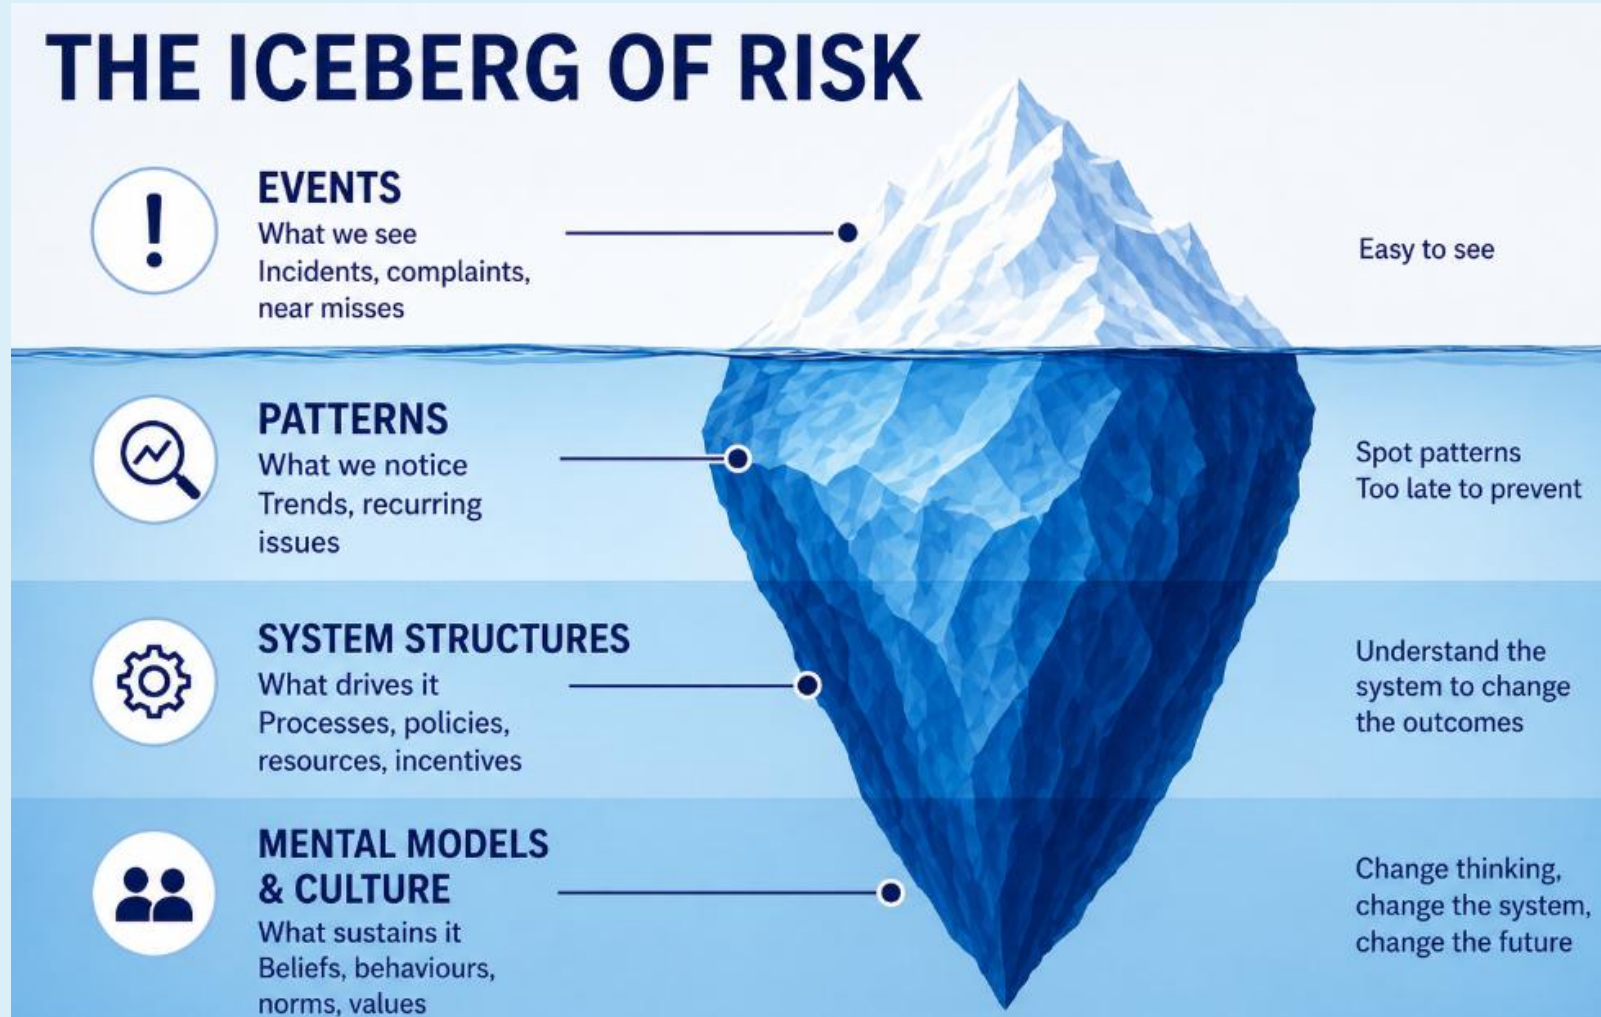 THE ICEBERG OF RISK
EVENTS
What we see
Incidents, complaints,
near misses
Easy to see
PATTERNS
What we notice
Trends, recurring
issues
Spot patterns
Too late to prevent
SYSTEM STRUCTURES
What drives it
Processes, policies,
resources, incentives
Understand the
system to change
the outcomes
MENTAL MODELS
& CULTURE
What sustains it
Beliefs, behaviours,
norms, values
Change thinking,
change the system,
change the future